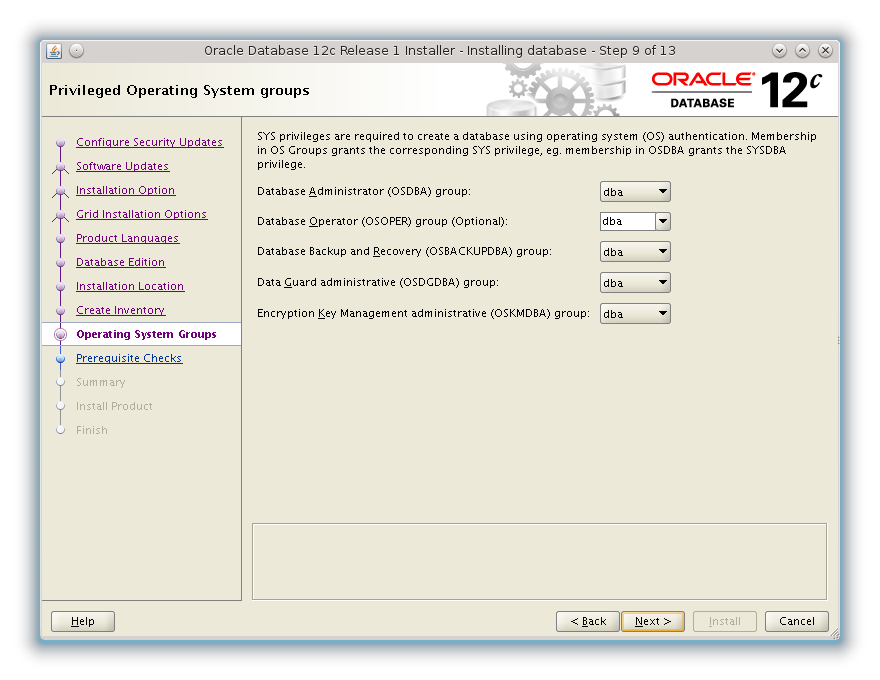 Oracle Database 12c Release 1 Installer - Installing database - Step 9 of 13
Privileged Operating System groups
ORACLE®
DATABASE
12c
Configure Security Updates
Software Updates
Installation Option
Grid Installation Options
Product Languages
Database Edition
Installation Location
Create Inventory
Operating System Groups
Prerequisite Checks
Summary
Install Product
Finish
SYS privileges are required to create a database using operating system (OS) authentication. Membership
in OS Groups grants the corresponding SYS privilege, eg. membership in OSDBA grants the SYSDBA
privilege.
Database Administrator (OSDBA) group: dba
Database Operator (OSOPER) group (Optional): dba
Database Backup and Recovery (OSBACKUPDBA) group: dba
Data Guard administrative (OSDGDBA) group: dba
Encryption Key Management administrative (OSKMDBA) group: dba
Help
< Back
Next >
Install
Cancel